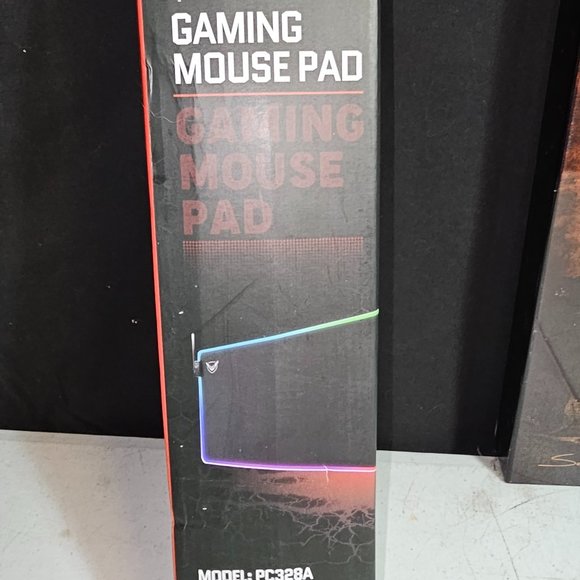 GAMING
MOUSE PAD
GAMING
MOUSE
PAD
MODEL: PC328A